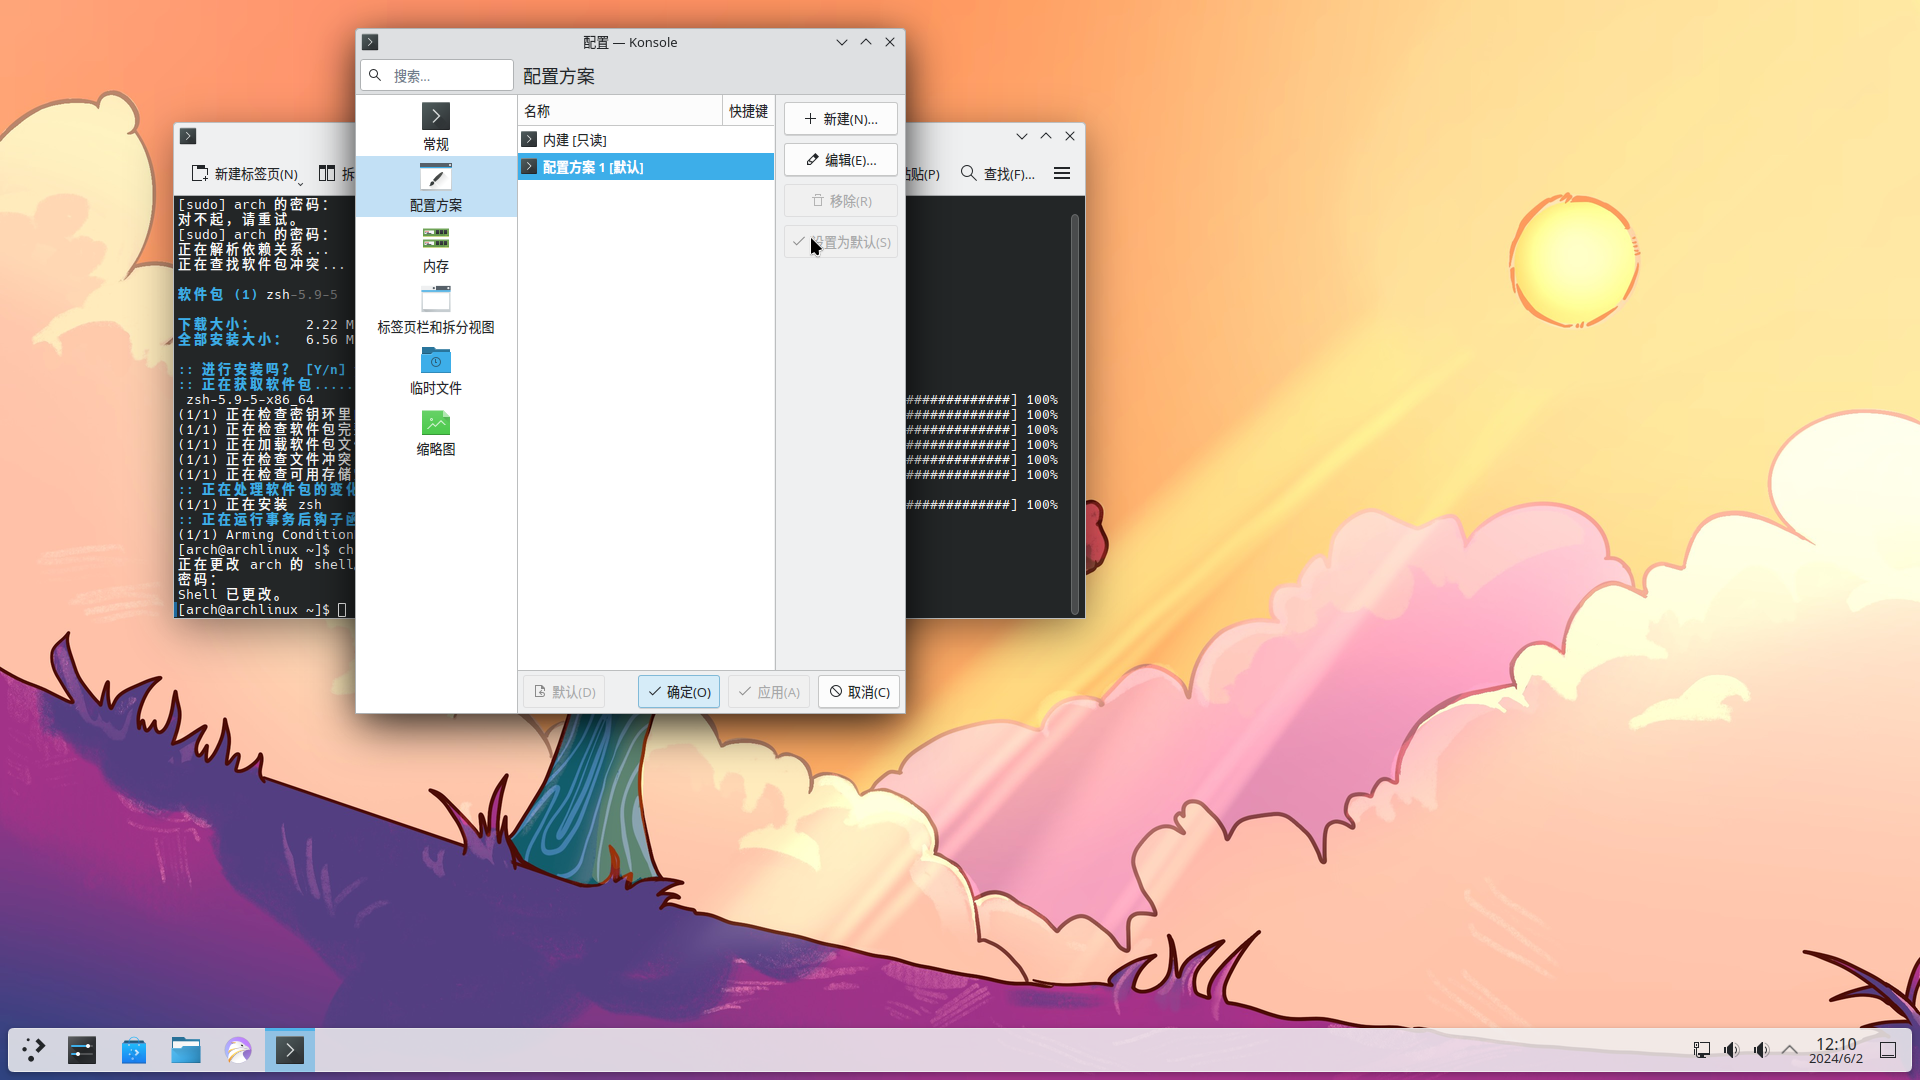 配置 — Konsole
搜索...
配置方案
常规
配置方案
内存
标签页栏和拆分视图
临时文件
缩略图
名称 快捷键
内建 [只读]
配置方案 1 [默认]
新建(N)...
编辑(E)...
移除(R)
设置为默认(S)
默认(D)
确定(O)
应用(A)
取消(C)
新建标签页(N)
拆
粘贴(P)
查找(F)...
[sudo] arch 的密码：
对不起，请重试。
[sudo] arch 的密码：
正在解析依赖关系...
正在查找软件包冲突...
软件包 (1) zsh-5.9-5
下载大小： 2.22 M
全部安装大小： 6.56 M
:: 进行安装吗？ [Y/n]
:: 正在获取软件包.....
zsh-5.9-5-x86_64 #############] 100%
(1/1) 正在检查密钥环里 #############] 100%
(1/1) 正在检查软件包完 #############] 100%
(1/1) 正在加载软件包文 #############] 100%
(1/1) 正在检查文件冲突 #############] 100%
(1/1) 正在检查可用存储 #############] 100%
:: 正在处理软件包的变化
(1/1) 正在安装 zsh #############] 100%
:: 正在运行事务后钩子函
(1/1) Arming Condition
[arch@archlinux ~]$ ch
正在更改 arch 的 shell
密码：
Shell 已更改。
[arch@archlinux ~]$
12:10
2024/6/2